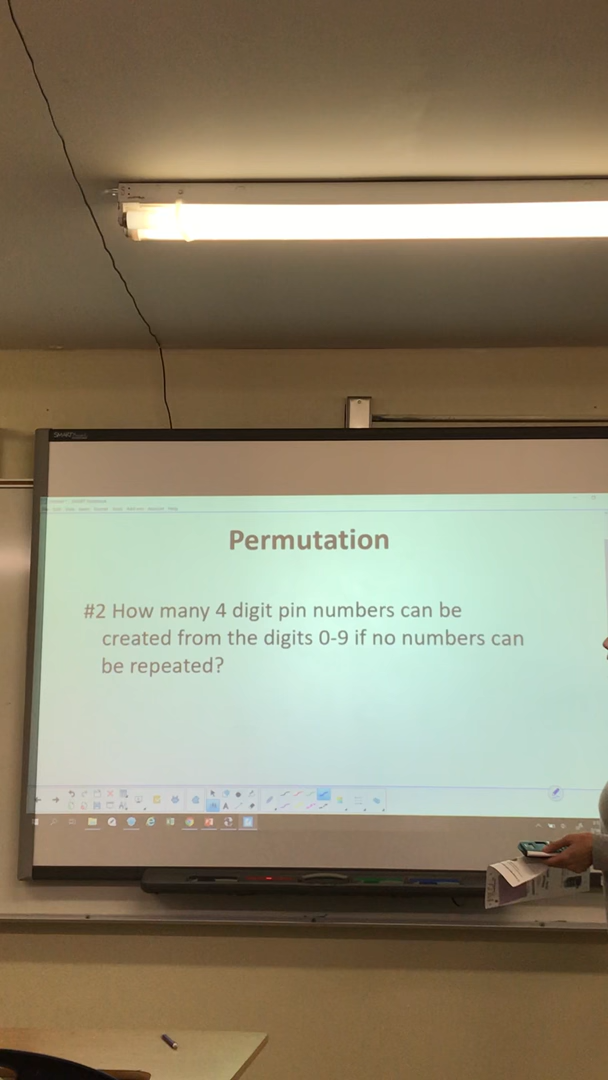 SMART
Permutation
#2 How many 4 digit pin numbers can be
created from the digits 0-9 if no numbers can
be repeated?